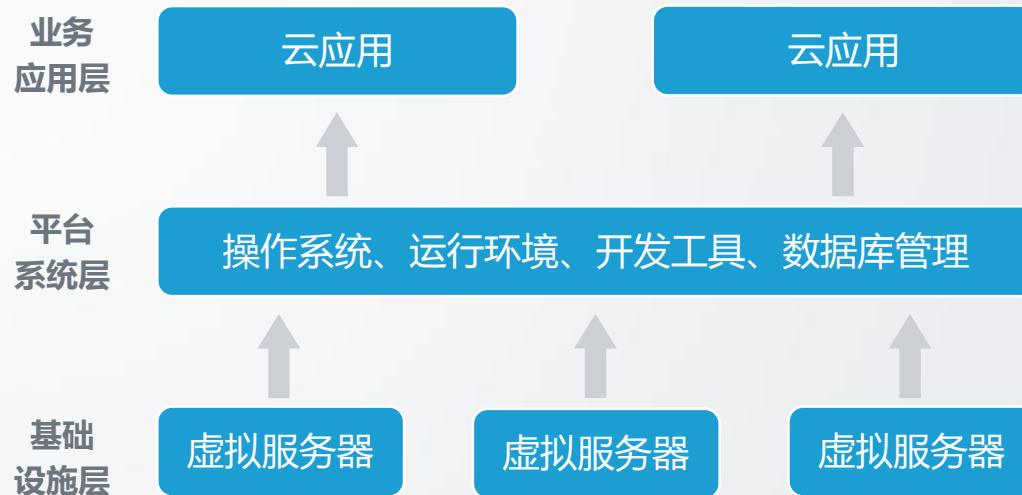 业务
应用层
云应用
云应用
平台
系统层
操作系统、运行环境、开发工具、数据库管理
基础
设施层
虚拟服务器
虚拟服务器
虚拟服务器